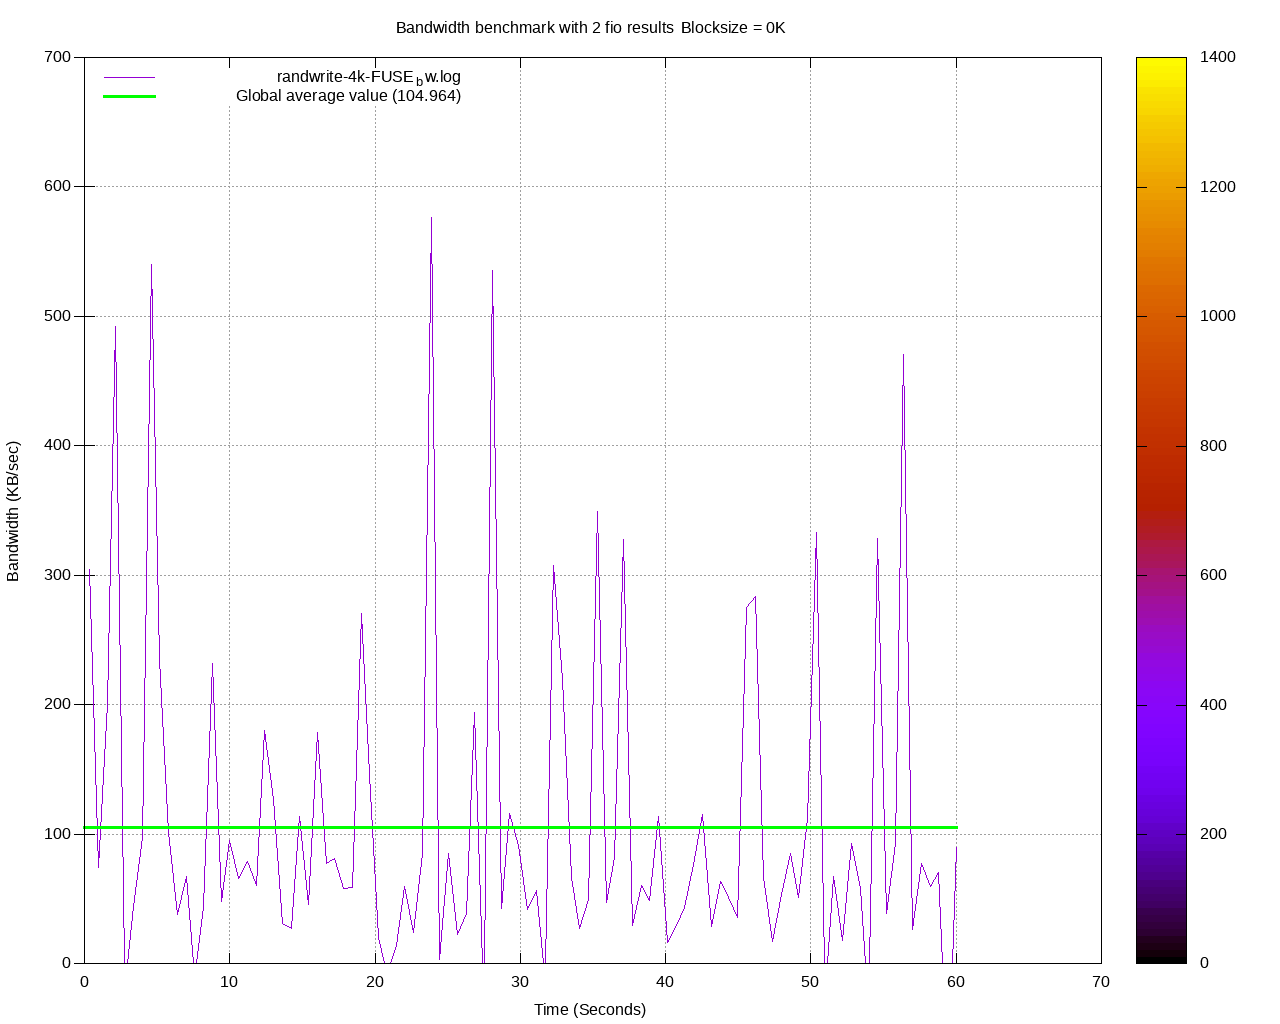 Bandwidth benchmark with 2 fio results Blocksize = 0K
randwrite-4k-FUSE_bw.log
Global average value (104.964)
Bandwidth (KB/sec)
700
600
500
400
300
200
100
0
0 10 20 30 40 50 60 70
Time (Seconds)
1400
1200
1000
800
600
400
200
0